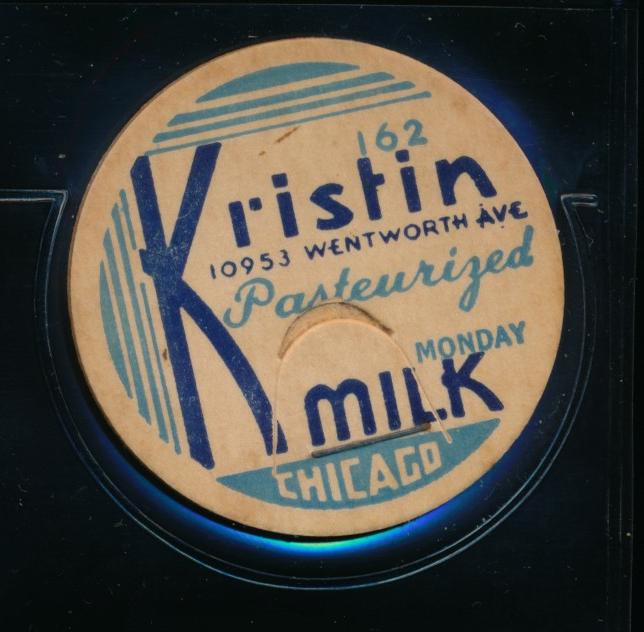 162
Kristin
10953 WENTWORTH AVE
Pasteurized
MONDAY
MILK
CHICAGO